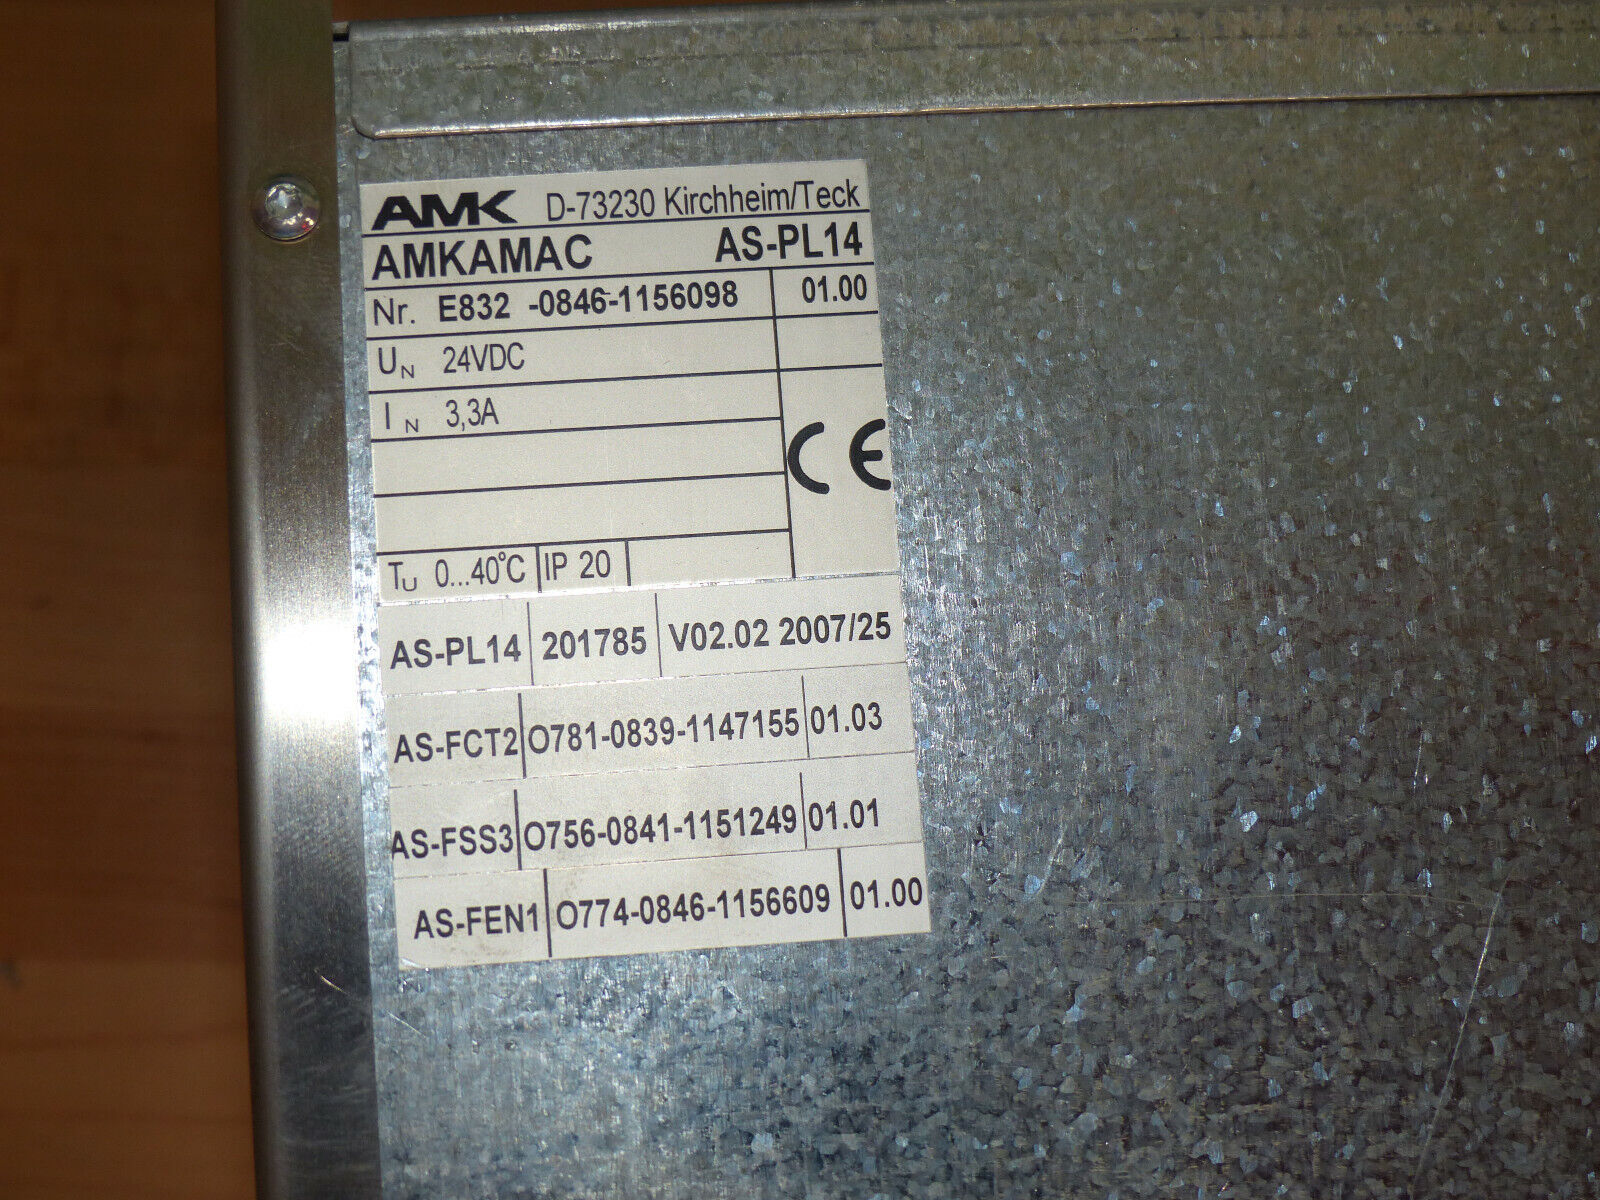 AMK D-73230 Kirchheim/Teck
AMKAMAC AS-PL14
Nr. E832 -0846-1156098 01.00
UN 24VDC
IN 3,3A
CE
TU 0...40°C IP 20
AS-PL14 201785 V02.02 2007/25
AS-FCT2 O781-0839-1147155 01.03
AS-FSS3 O756-0841-1151249 01.01
AS-FEN1 O774-0846-1156609 01.00